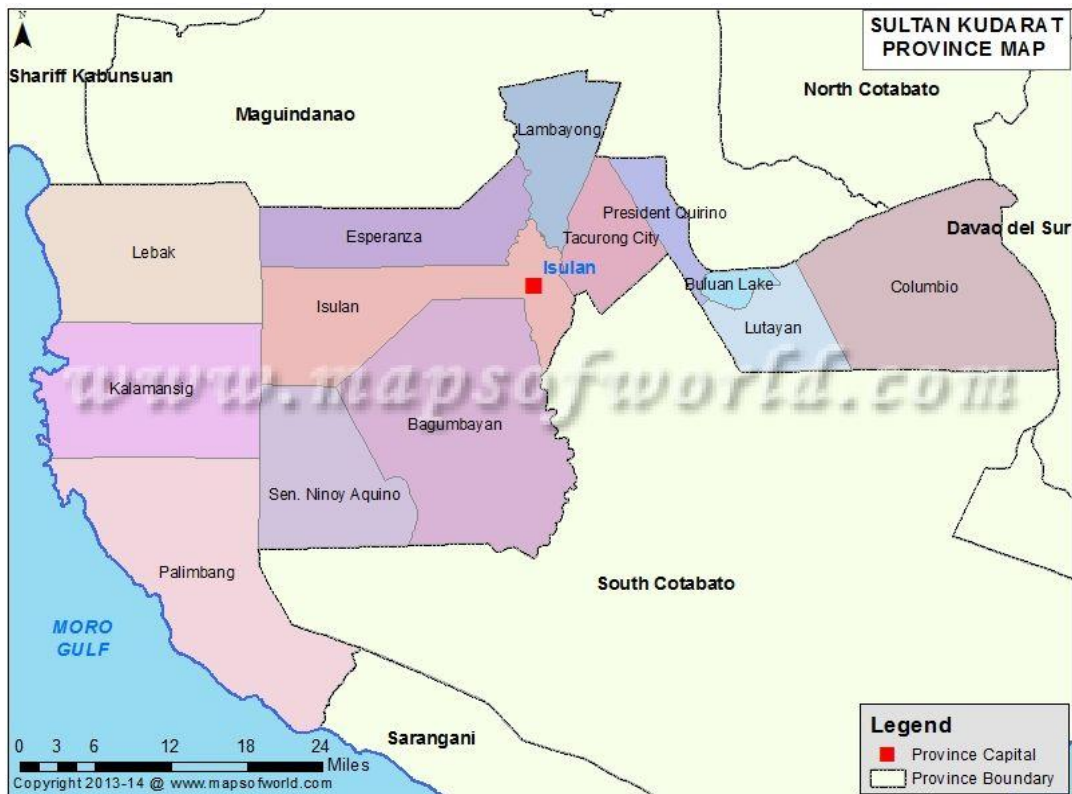 N
SULTAN KUDARAT
PROVINCE MAP
Shariff Kabunsuan
North Cotabato
Maguindanao
Lambayong
President Quirino
Esperanza
Tacurong City
Davao del Sur
Lebak
Isulan
Buluan Lake
Columbio
Isulan
Lutayan
www.mapsofworld.com
Kalamansig
Bagumbayan
Sen. Ninoy Aquino
Palimbang
South Cotabato
MORO
GULF
Sarangani
Legend
Province Capital
Province Boundary
0 3 6 12 18 24
Miles
Copyright 2013-14 @ www.mapsofworld.com